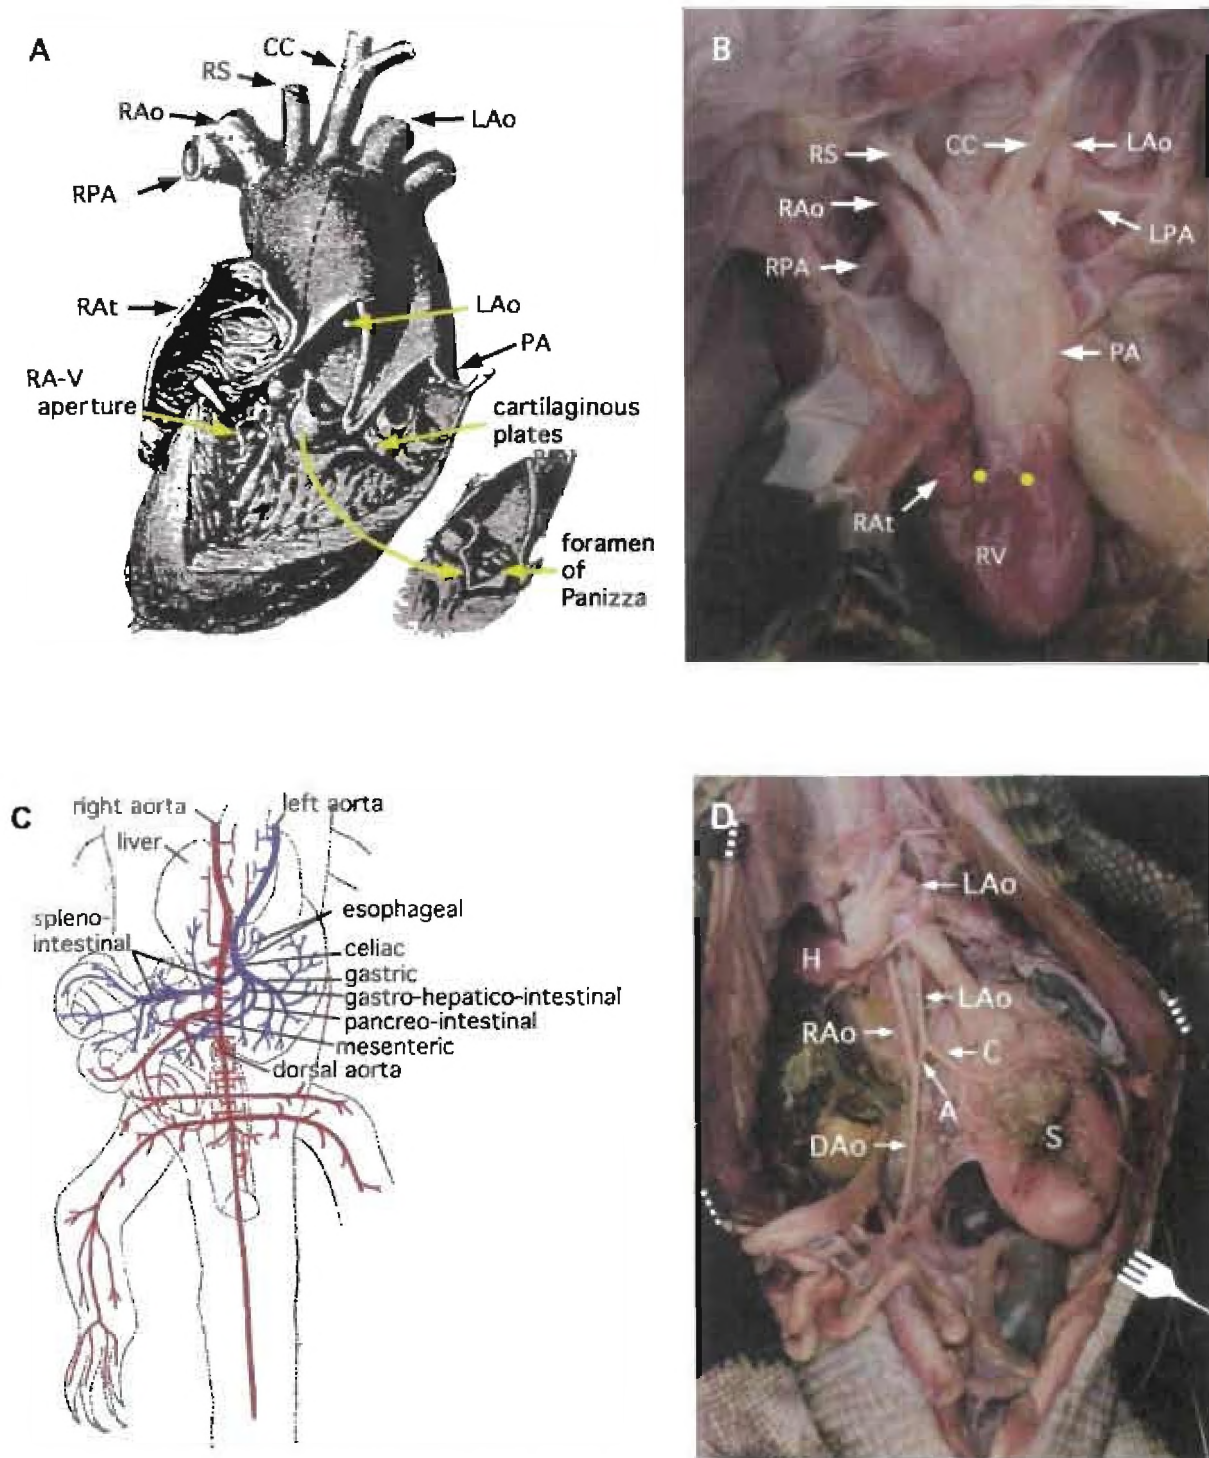 A
CC
RS
RAo
LAo
RPA
RAt
LAo
PA
RA-V
aperture
cartilaginous
plates
foramen
of
Panizza
B
RS
CC
LAo
RAo
LPA
RPA
PA
RAt
RV
C
right aorta
left aorta
liver
esophageal
spleno-
intestinal
celiac
gastric
gastro-hepatico-intestinal
pancreo-intestinal
mesenteric
dorsal aorta
D
LAo
H
LAo
RAo
C
A
DAo
S